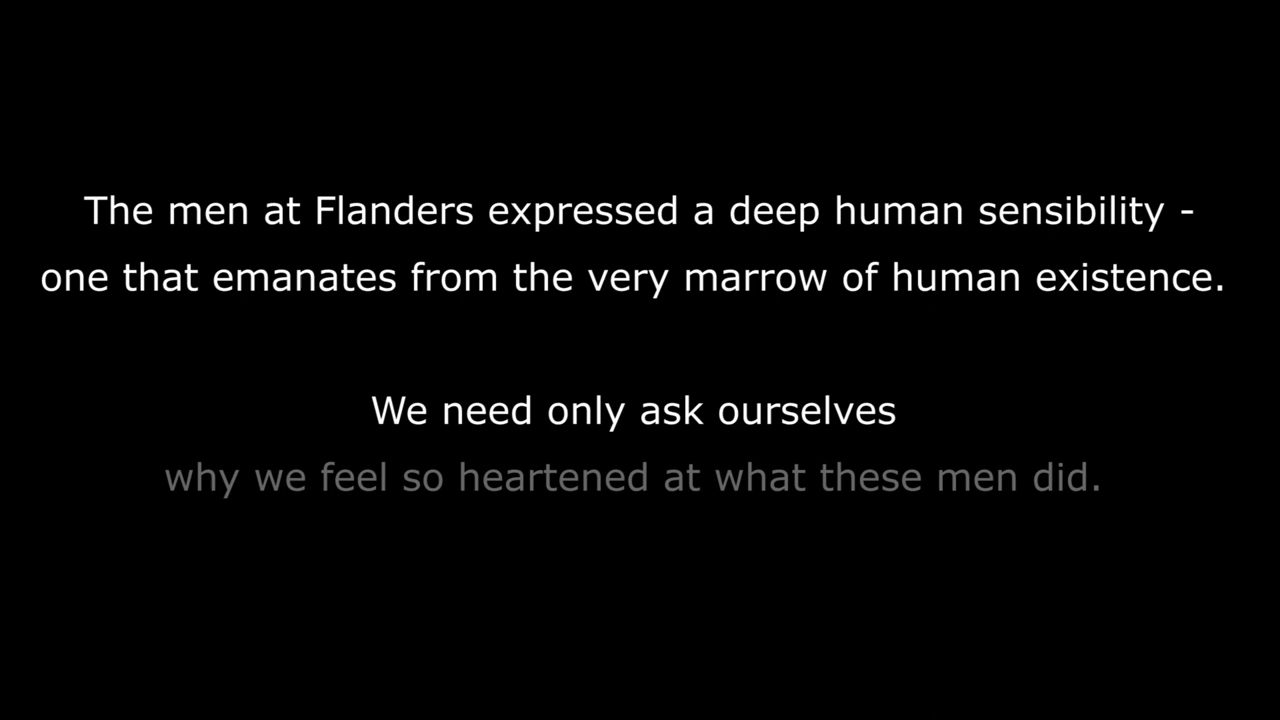 The men at Flanders expressed a deep human sensibility -
one that emanates from the very marrow of human existence.
We need only ask ourselves
why we feel so heartened at what these men did.